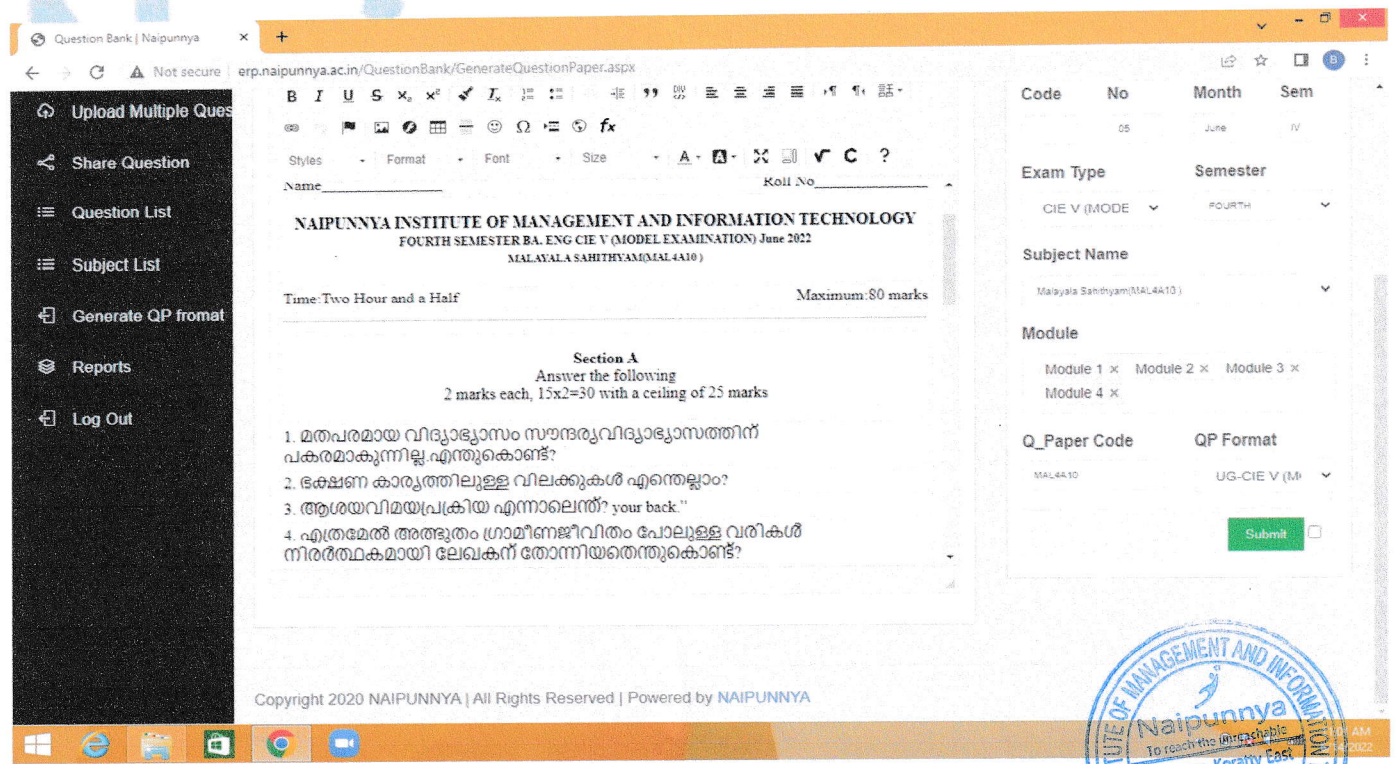 Question Bank | Naipunnya
Not secure erp.naipunnya.ac.in/QuestionBank/GenerateQuestionPaper.aspx
Upload Multiple Ques
Share Question
Question List
Subject List
Generate QP fromat
Reports
Log Out
B I U S
Styles Format Font Size
Name Roll No
NAIPUNNYA INSTITUTE OF MANAGEMENT AND INFORMATION TECHNOLOGY
FOURTH SEMESTER BA. ENG CIE V (MODEL EXAMINATION) June 2022
MALAYALA SAHITHYAM(MAL4A10 )
Time:Two Hour and a Half Maximum:80 marks
Section A
Answer the following
2 marks each, 15x2=30 with a ceiling of 25 marks
1. മതപരമായ വിദ്യാഭ്യാസം സൗന്ദര്യവിദ്യാഭ്യാസത്തിന്
പകരമാകുന്നില്ല.എന്തുകൊണ്ട്?
2. ഭക്ഷണ കാര്യത്തിലുള്ള വിലക്കുകൾ എന്തെല്ലാം?
3. ആശയവിമയപ്രക്രിയ എന്നാലെന്ത്? your back."
4. എത്രമേൽ അത്ഭുതം ഗ്രാമീണജീവിതം പോലുള്ള വരികൾ
നിരർത്ഥകമായി ലേഖകന് തോന്നിയതെന്തുകൊണ്ട്?
Code No Month Sem
05 June IV
Exam Type Semester
CIE V (MODE FOURTH
Subject Name
Malayala Sahithyam(MAL4A10 )
Module
Module 1 × Module 2 × Module 3 ×
Module 4 ×
Q_Paper Code QP Format
MAL4A10 UG-CIE V (M
Submit
Copyright 2020 NAIPUNNYA | All Rights Reserved | Powered by NAIPUNNYA
MANAGEMENT AND
Naipunnya
To reach the Unreachable
Koratty East